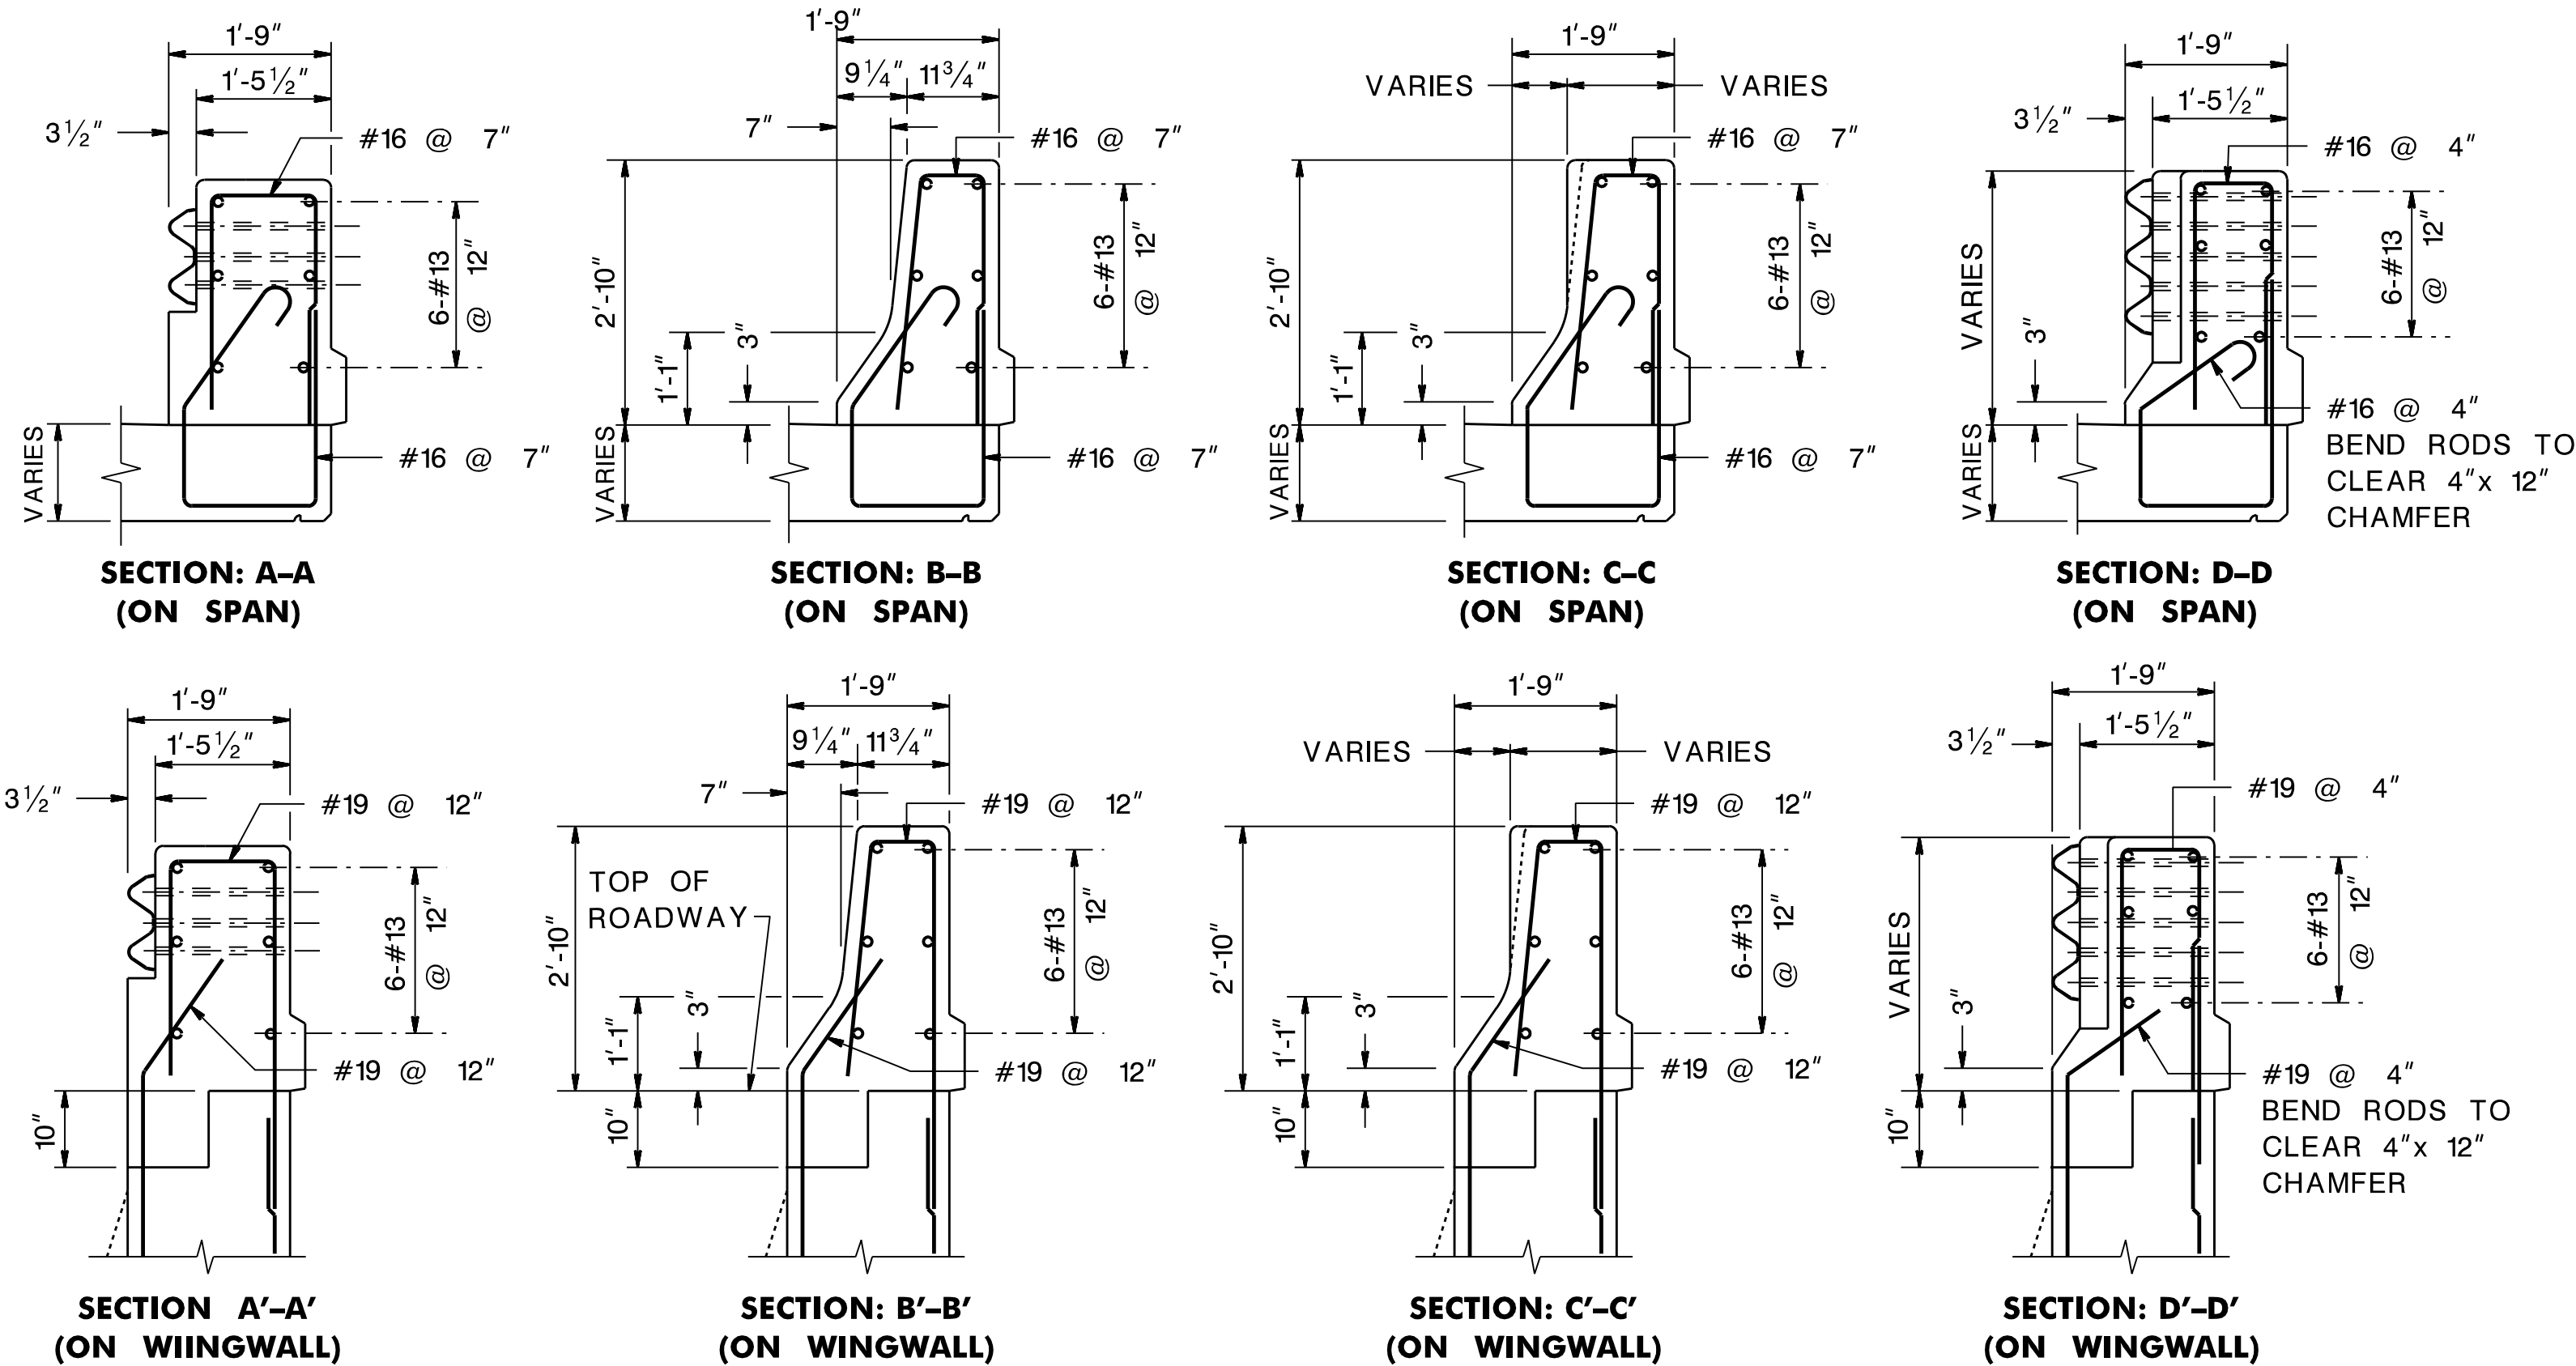 1'-9"
1'-5½"
3½"
#16 @ 7"
6-#13
@ 12"
VARIES
#16 @ 7"
SECTION: A–A
(ON SPAN)
1'-9"
9¼" 11¾"
7"
#16 @ 7"
2'-10"
6-#13
@ 12"
3"
1'-1"
VARIES
#16 @ 7"
SECTION: B–B
(ON SPAN)
1'-9"
VARIES VARIES
#16 @ 7"
2'-10"
6-#13
@ 12"
3"
1'-1"
VARIES
#16 @ 7"
SECTION: C–C
(ON SPAN)
1'-9"
1'-5½"
3½"
#16 @ 4"
VARIES
6-#13
@ 12"
3"
VARIES
#16 @ 4"
BEND RODS TO
CLEAR 4"x 12"
CHAMFER
SECTION: D–D
(ON SPAN)
1'-9"
1'-5½"
3½"
#19 @ 12"
6-#13
@ 12"
#19 @ 12"
10"
SECTION A'–A'
(ON WIINGWALL)
1'-9"
9¼" 11¾"
7"
#19 @ 12"
TOP OF
ROADWAY
2'-10"
6-#13
@ 12"
3"
1'-1"
#19 @ 12"
10"
SECTION: B'–B'
(ON WINGWALL)
1'-9"
VARIES VARIES
#19 @ 12"
2'-10"
6-#13
@ 12"
3"
1'-1"
#19 @ 12"
10"
SECTION: C'–C'
(ON WINGWALL)
1'-9"
1'-5½"
3½"
#19 @ 4"
VARIES
6-#13
@ 12"
3"
10"
#19 @ 4"
BEND RODS TO
CLEAR 4"x 12"
CHAMFER
SECTION: D'–D'
(ON WINGWALL)